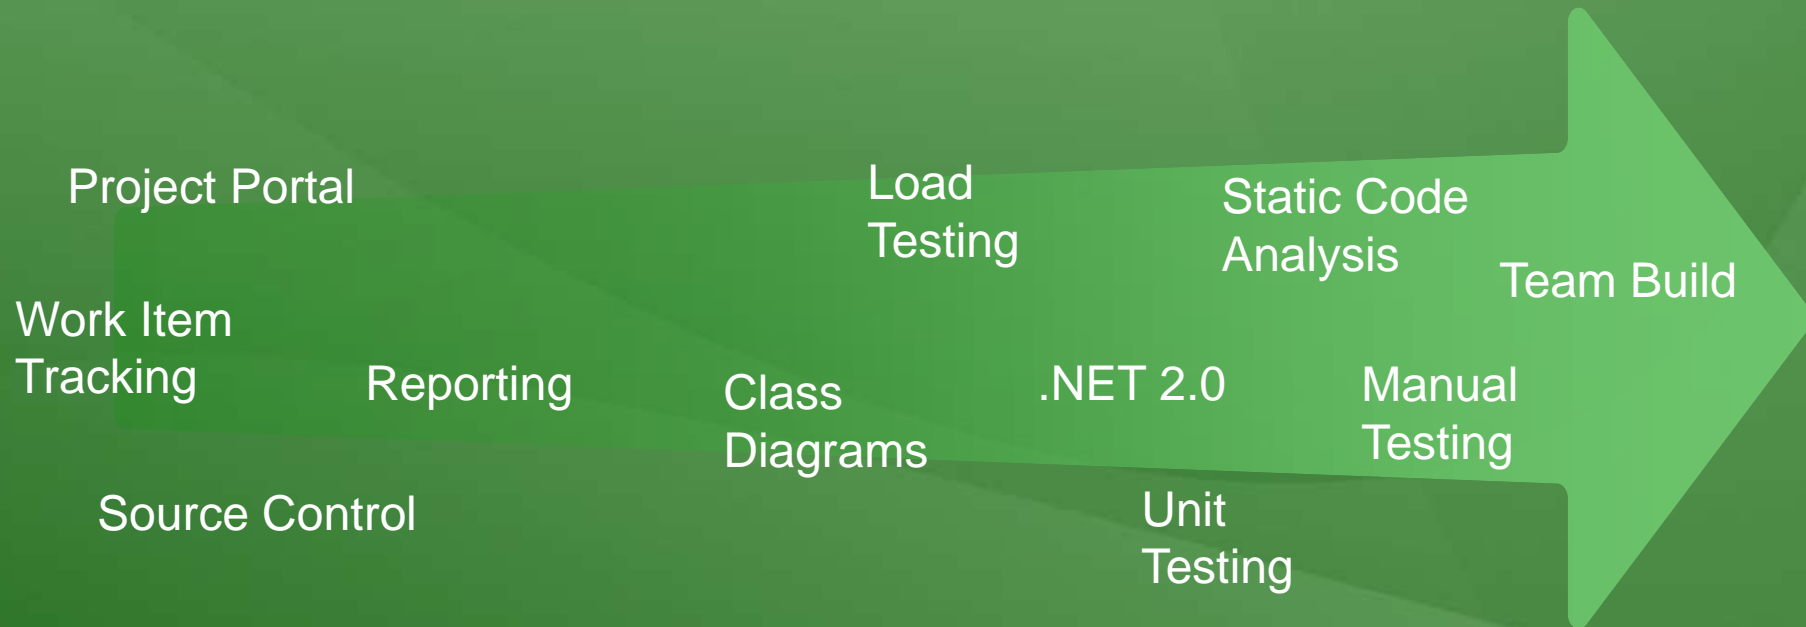 Project Portal
Load
Testing
Static Code
Analysis
Team Build
Work Item
Tracking
Reporting
Class
Diagrams
.NET 2.0
Manual
Testing
Source Control
Unit
Testing